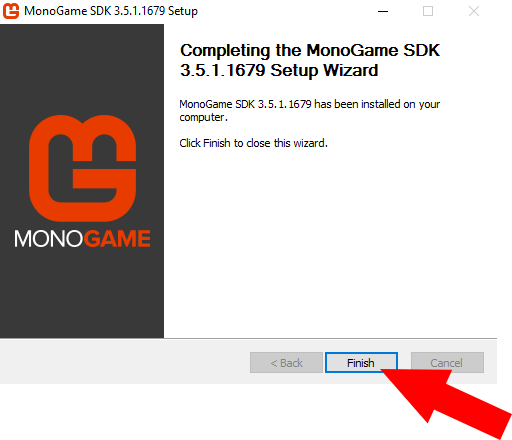 MonoGame SDK 3.5.1.1679 Setup
Completing the MonoGame SDK
3.5.1.1679 Setup Wizard
MonoGame SDK 3.5.1.1679 has been installed on your
computer.
Click Finish to close this wizard.
MONOGAME
< Back Finish Cancel